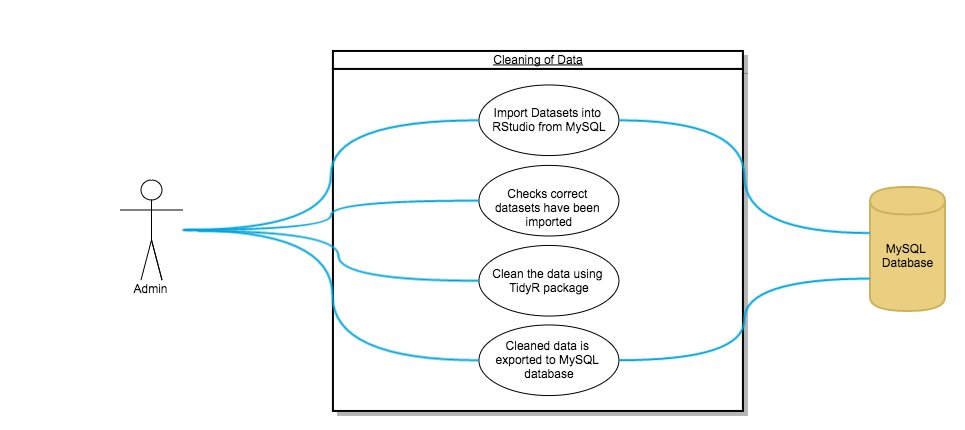 Cleaning of Data
Import Datasets into
RStudio from MySQL
Checks correct
datasets have been
imported
Clean the data using
TidyR package
Cleaned data is
exported to MySQL
database
Admin
MySQL
Database